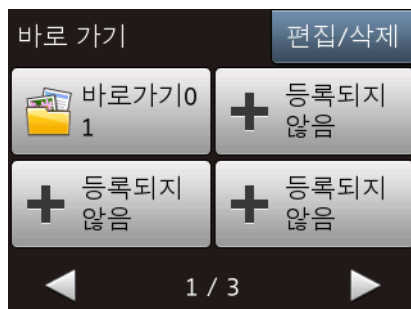 바로 가기
편집/삭제
바로가기0
1
등록되지
않음
등록되지
않음
등록되지
않음
1 / 3